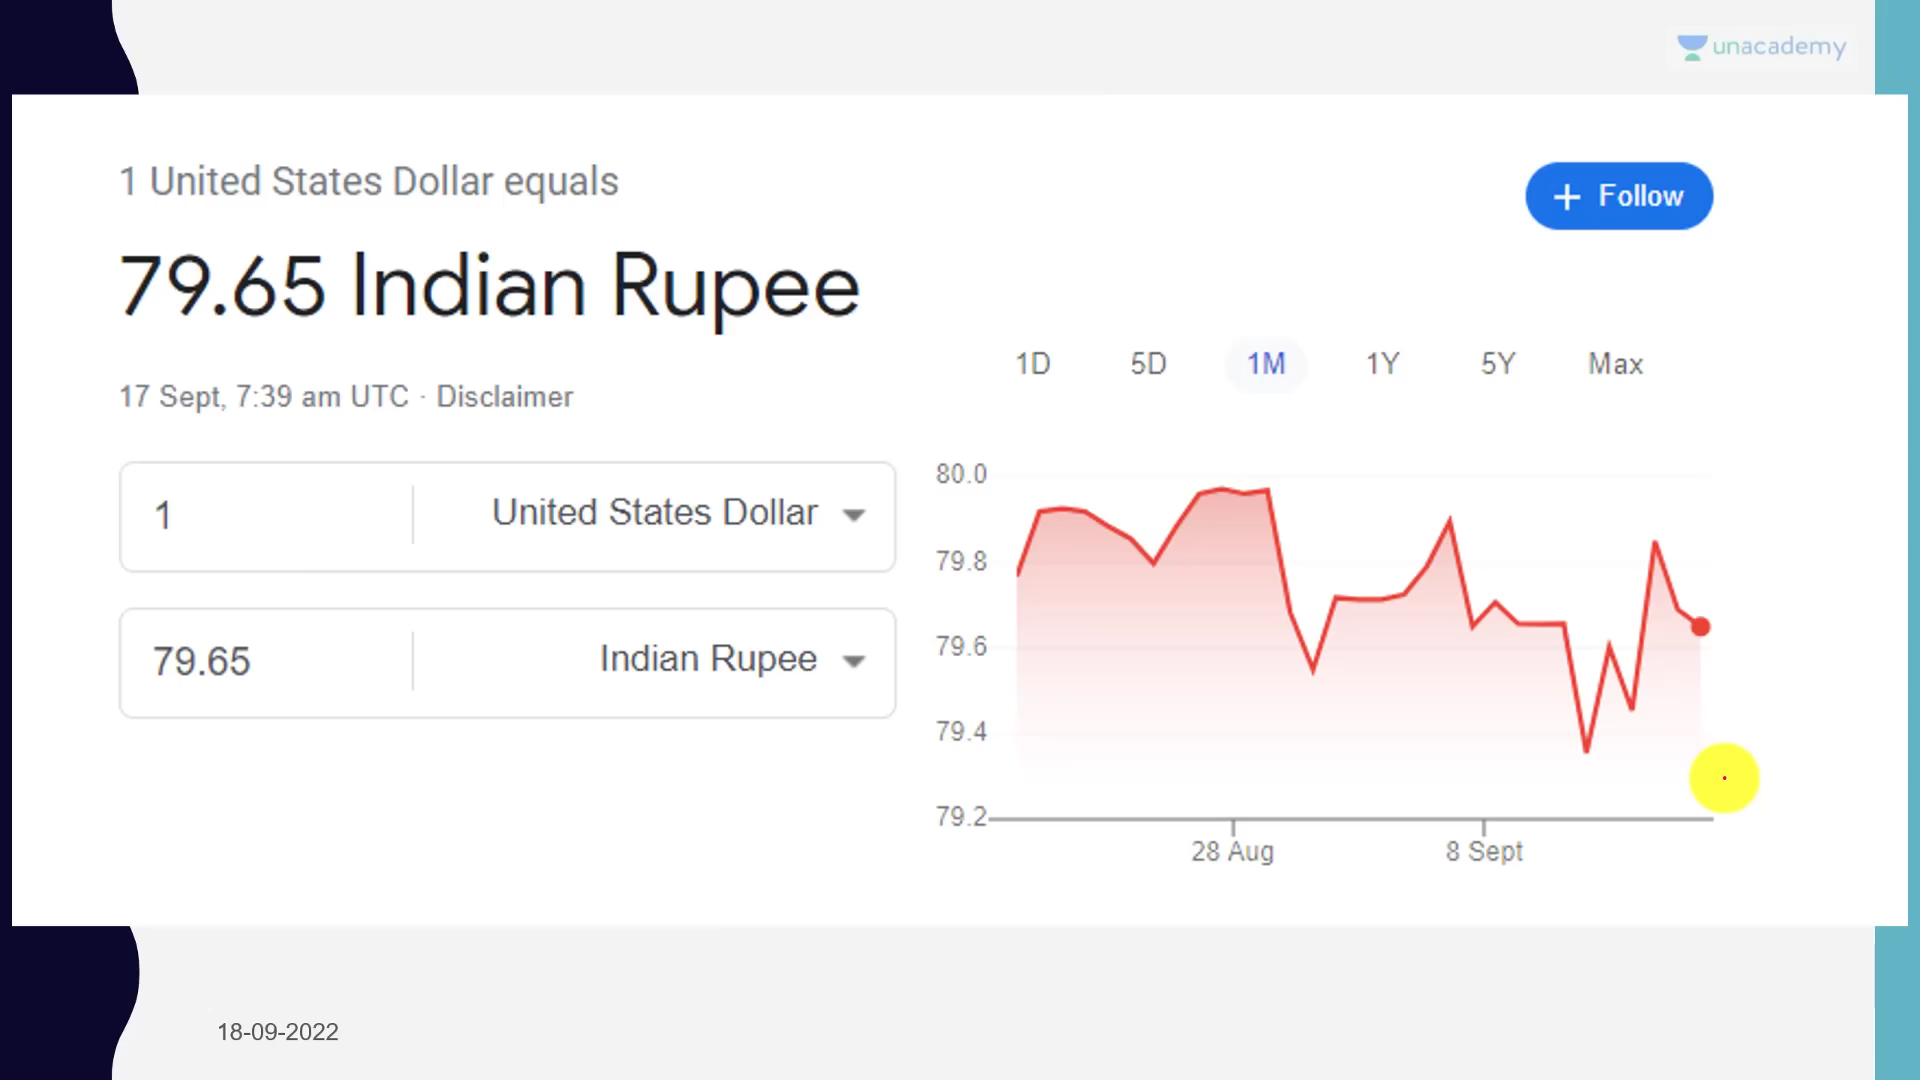 unacademy
1 United States Dollar equals
+ Follow
79.65 Indian Rupee
1D 5D 1M 1Y 5Y Max
17 Sept, 7:39 am UTC · Disclaimer
1 United States Dollar
79.65 Indian Rupee
80.0
79.8
79.6
79.4
79.2
28 Aug 8 Sept
18-09-2022